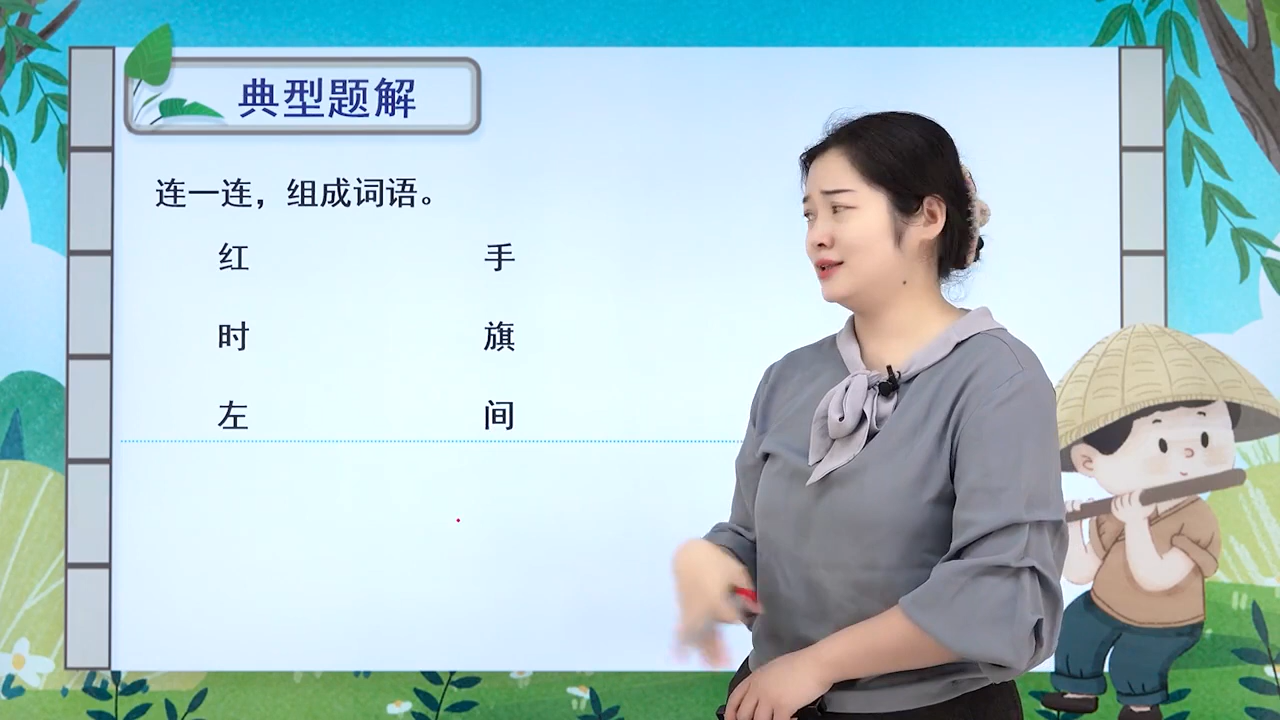 典型题解
连一连，组成词语。
红 手
时 旗
左 间